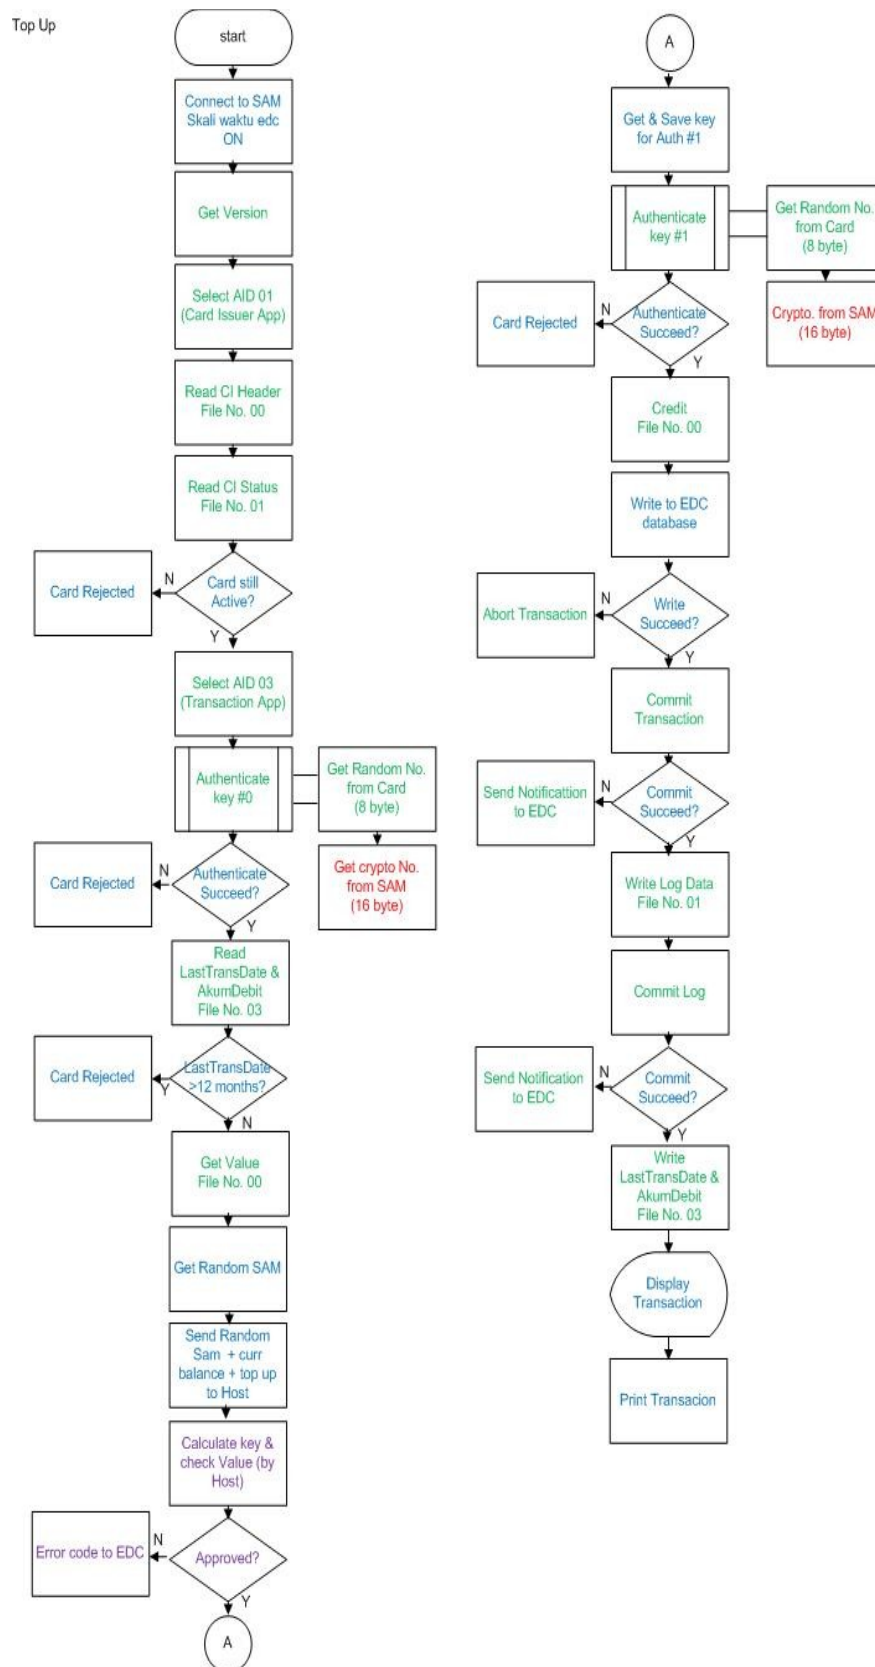 Top Up
start
Connect to SAM
Skali waktu edc
ON
Get Version
Select AID 01
(Card Issuer App)
Read CI Header
File No. 00
Read CI Status
File No. 01
Card still
Active?
N
Card Rejected
Y
Select AID 03
(Transaction App)
Authenticate
key #0
Get Random No.
from Card
(8 byte)
Get crypto No.
from SAM
(16 byte)
Authenticate
Succeed?
N
Card Rejected
Y
Read
LastTransDate &
AkumDebit
File No. 03
LastTransDate
>12 months?
Y
Card Rejected
N
Get Value
File No. 00
Get Random SAM
Send Random
Sam + curr
balance + top up
to Host
Calculate key &
check Value (by
Host)
Approved?
N
Error code to EDC
Y
A
A
Get & Save key
for Auth #1
Authenticate
key #1
Get Random No.
from Card
(8 byte)
Crypto. from SAM
(16 byte)
Authenticate
Succeed?
N
Card Rejected
Y
Credit
File No. 00
Write to EDC
database
Write
Succeed?
N
Abort Transaction
Y
Commit
Transaction
Commit
Succeed?
N
Send Notificattion
to EDC
Y
Write Log Data
File No. 01
Commit Log
Commit
Succeed?
N
Send Notification
to EDC
Y
Write
LastTransDate &
AkumDebit
File No. 03
Display
Transaction
Print Transacion